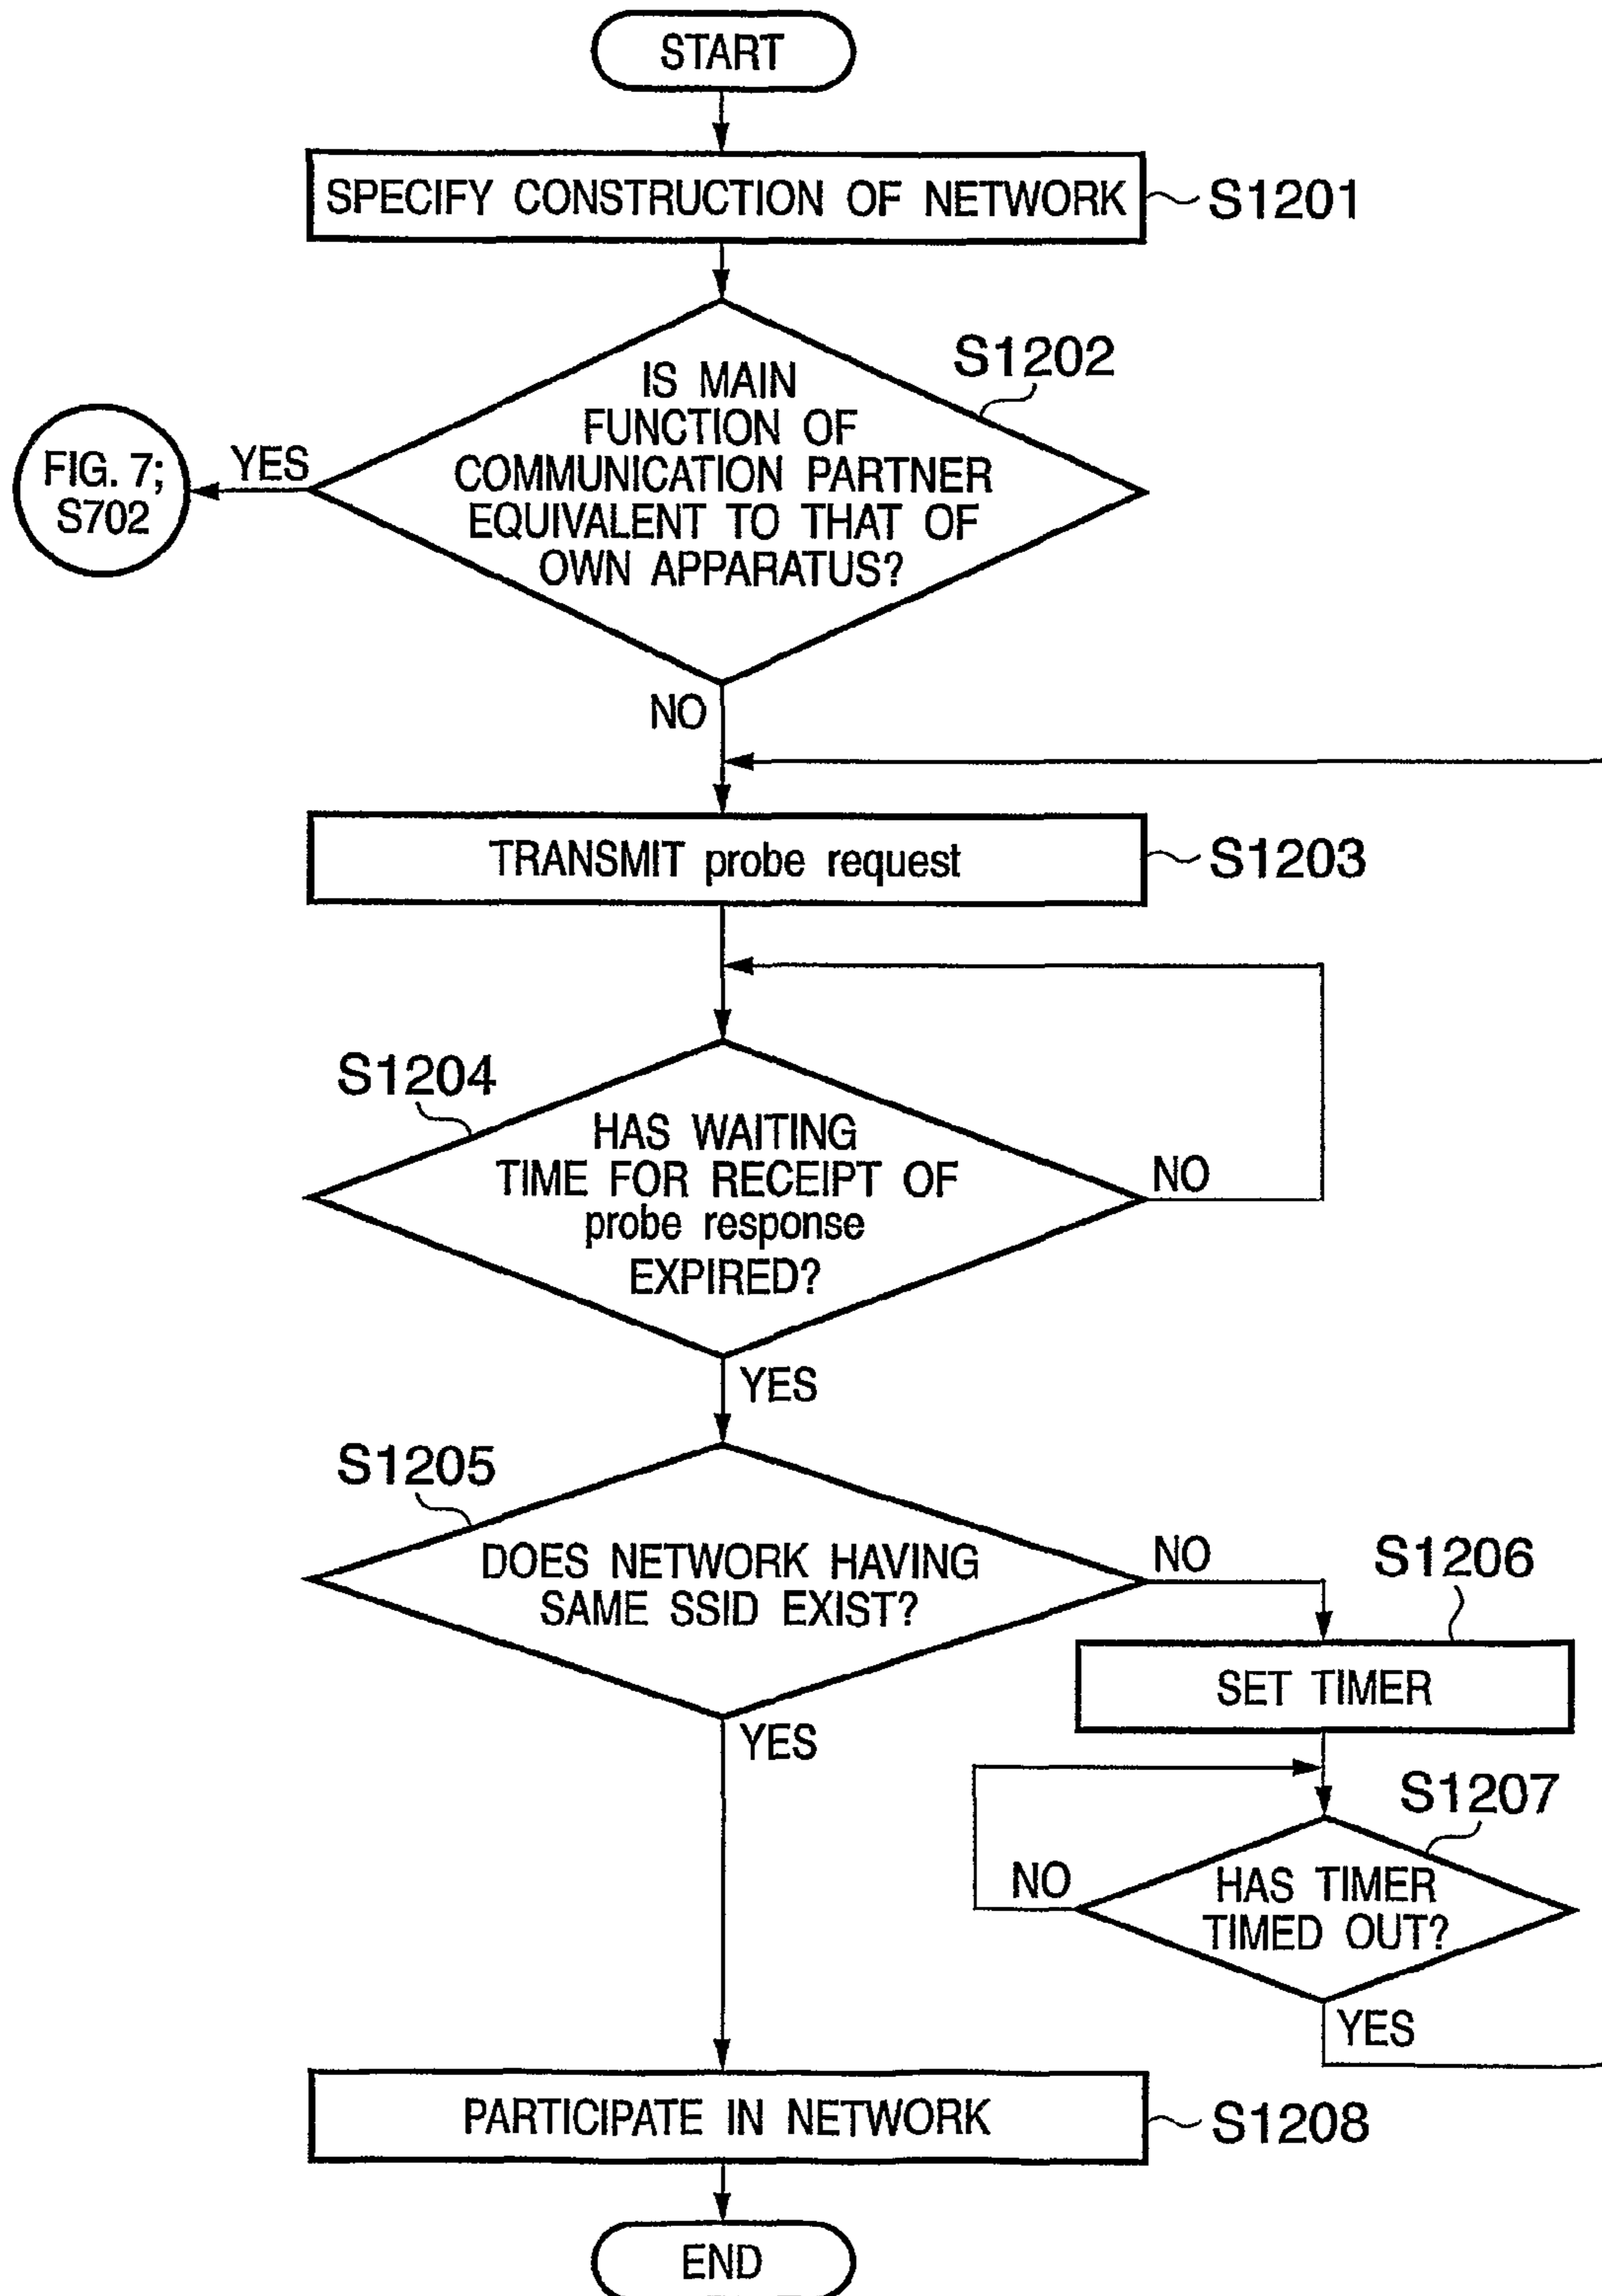 START
SPECIFY CONSTRUCTION OF NETWORK
S1201
S1202
IS MAIN
FUNCTION OF
COMMUNICATION PARTNER
EQUIVALENT TO THAT OF
OWN APPARATUS?
YES
FIG. 7;
S702
NO
TRANSMIT probe request
S1203
S1204
HAS WAITING
TIME FOR RECEIPT OF
probe response
EXPIRED?
NO
YES
S1205
DOES NETWORK HAVING
SAME SSID EXIST?
NO
S1206
SET TIMER
YES
S1207
HAS TIMER
TIMED OUT?
NO
YES
PARTICIPATE IN NETWORK
S1208
END